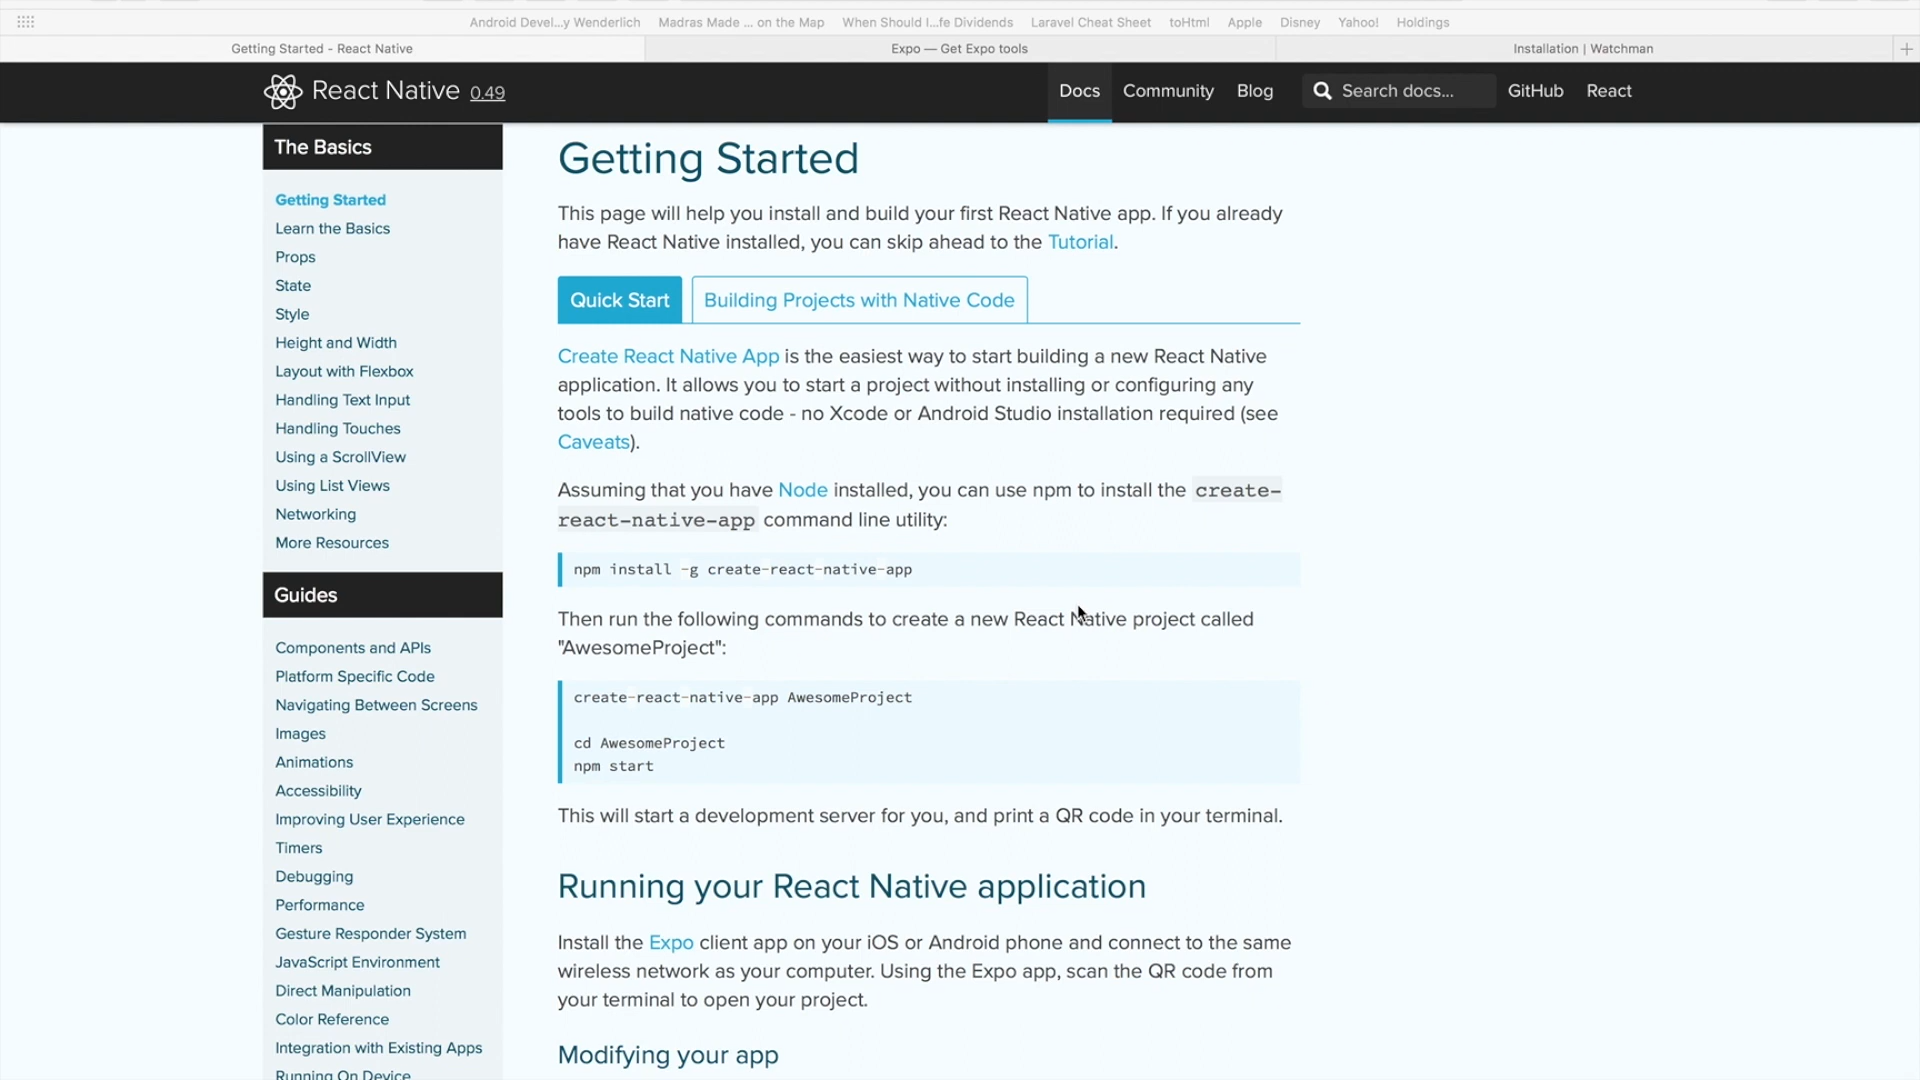 Android Devel...y Wenderlich Madras Made ... on the Map When Should I...fe Dividends Laravel Cheat Sheet toHtml Apple Disney Yahoo! Holdings
Getting Started - React Native Expo — Get Expo tools Installation | Watchman +
React Native 0.49 Docs Community Blog Search docs... GitHub React
The Basics
Getting Started
Learn the Basics
Props
State
Style
Height and Width
Layout with Flexbox
Handling Text Input
Handling Touches
Using a ScrollView
Using List Views
Networking
More Resources
Guides
Components and APIs
Platform Specific Code
Navigating Between Screens
Images
Animations
Accessibility
Improving User Experience
Timers
Debugging
Performance
Gesture Responder System
JavaScript Environment
Direct Manipulation
Color Reference
Integration with Existing Apps
Running On Device
Getting Started
This page will help you install and build your first React Native app. If you already
have React Native installed, you can skip ahead to the Tutorial.
Quick Start Building Projects with Native Code
Create React Native App is the easiest way to start building a new React Native
application. It allows you to start a project without installing or configuring any
tools to build native code - no Xcode or Android Studio installation required (see
Caveats).
Assuming that you have Node installed, you can use npm to install the create-
react-native-app command line utility:
npm install -g create-react-native-app
Then run the following commands to create a new React Native project called
"AwesomeProject":
create-react-native-app AwesomeProject
cd AwesomeProject
npm start
This will start a development server for you, and print a QR code in your terminal.
Running your React Native application
Install the Expo client app on your iOS or Android phone and connect to the same
wireless network as your computer. Using the Expo app, scan the QR code from
your terminal to open your project.
Modifying your app